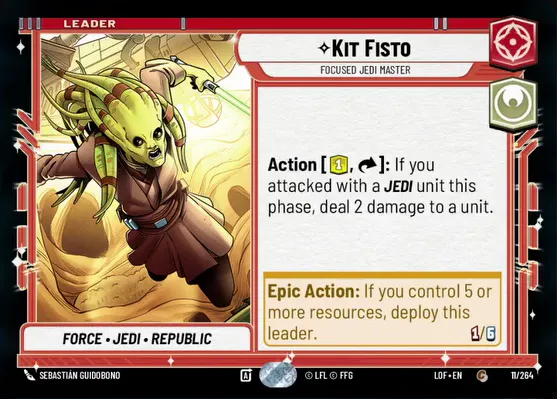 LEADER
✧KIT FISTO
FOCUSED JEDI MASTER
Action [1, ]: If you
attacked with a JEDI unit this
phase, deal 2 damage to a unit.
Epic Action: If you control 5 or
more resources, deploy this
leader.
1/6
FORCE • JEDI • REPUBLIC
SEBASTIÁN GUIDOBONO
A
© LFL © FFG
LOF • EN
C
11/264